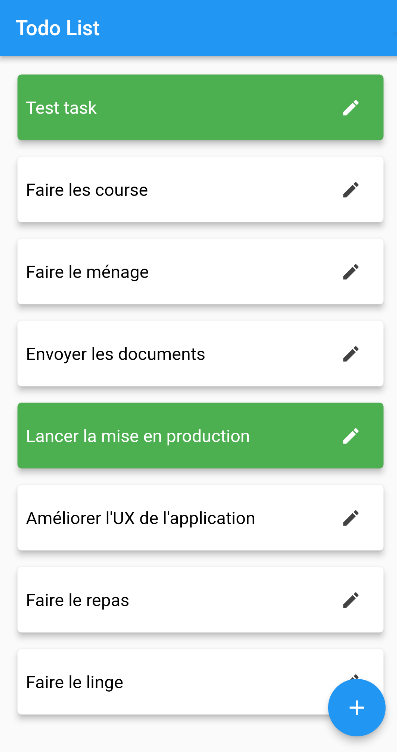 Todo List
Test task
Faire les course
Faire le ménage
Envoyer les documents
Lancer la mise en production
Améliorer l'UX de l'application
Faire le repas
Faire le linge